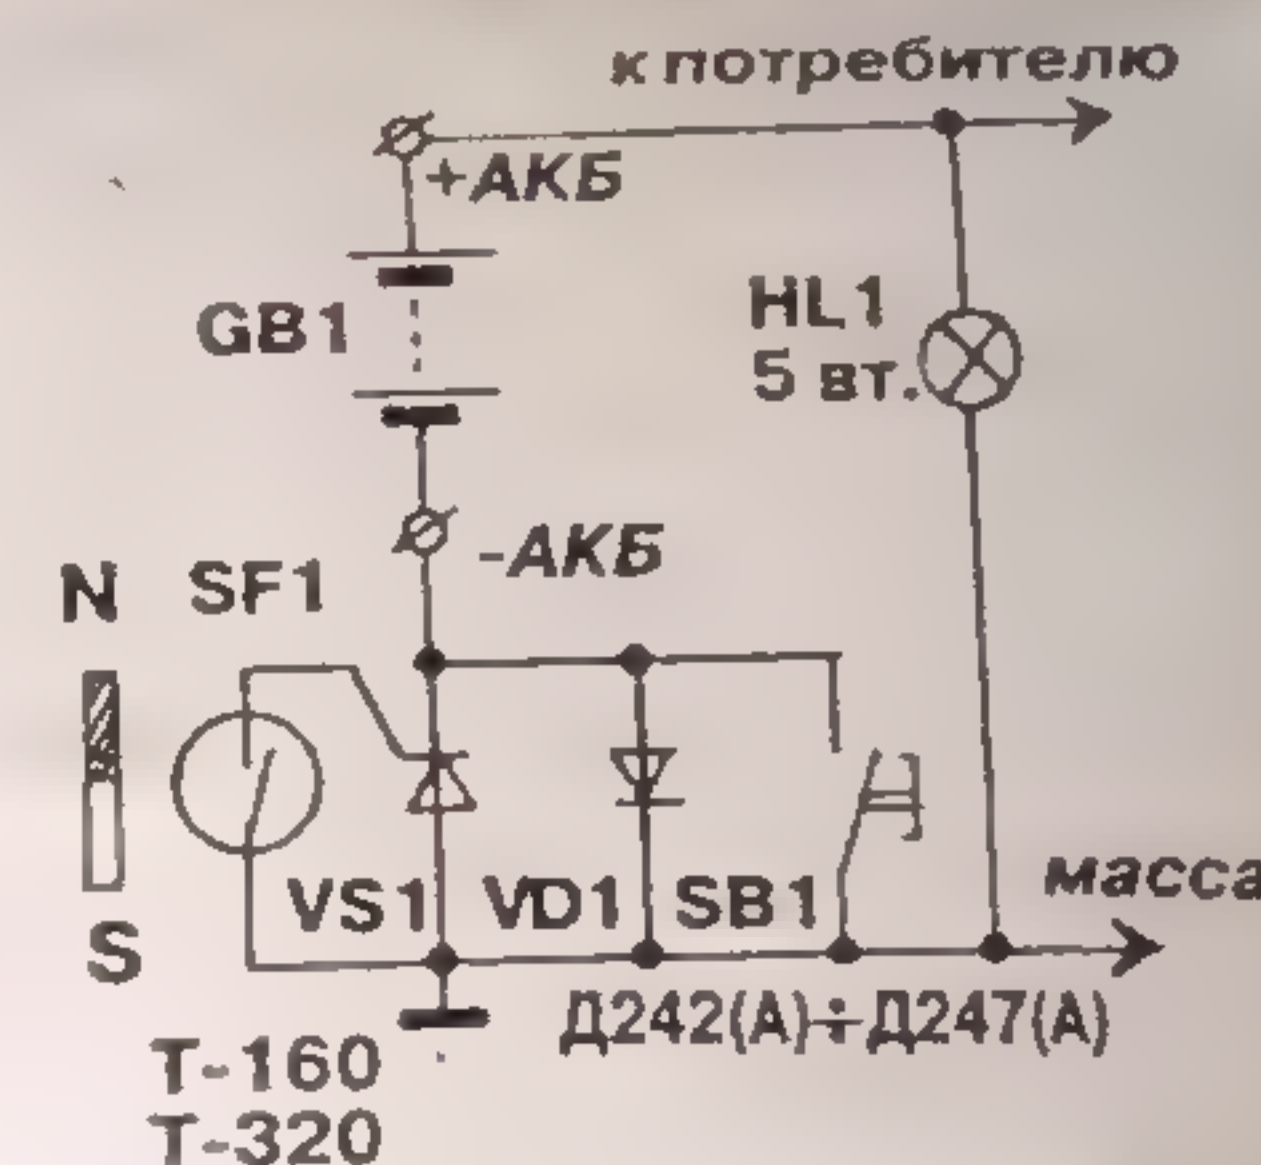 к потребителю
+АКБ
GB1
HL1
5 вт.
-АКБ
N
SF1
VS1
VD1
SB1
масса
S
Д242(А)÷Д247(А)
Т-160
Т-320